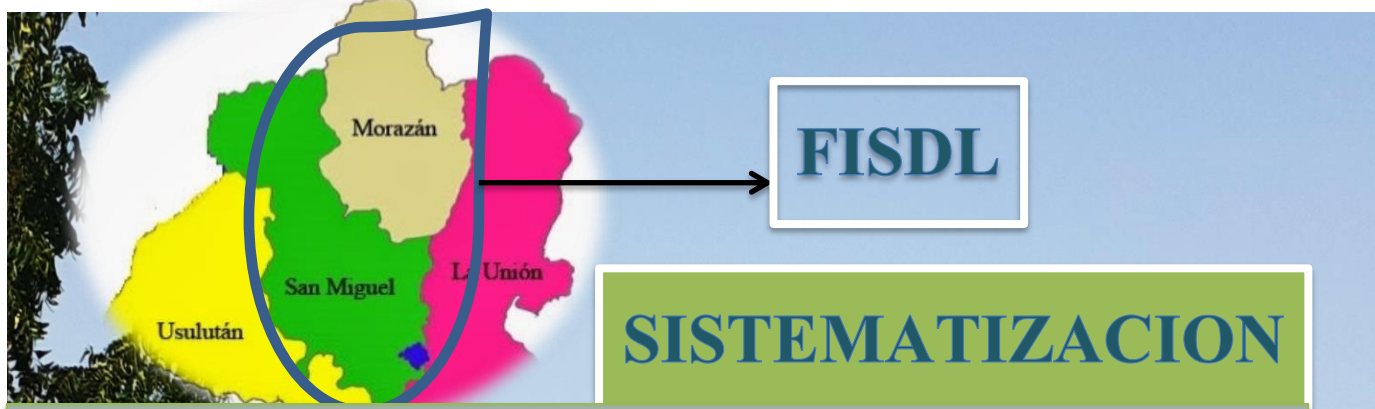 Morazán
FISDL
San Miguel
La Unión
Usulután
SISTEMATIZACION